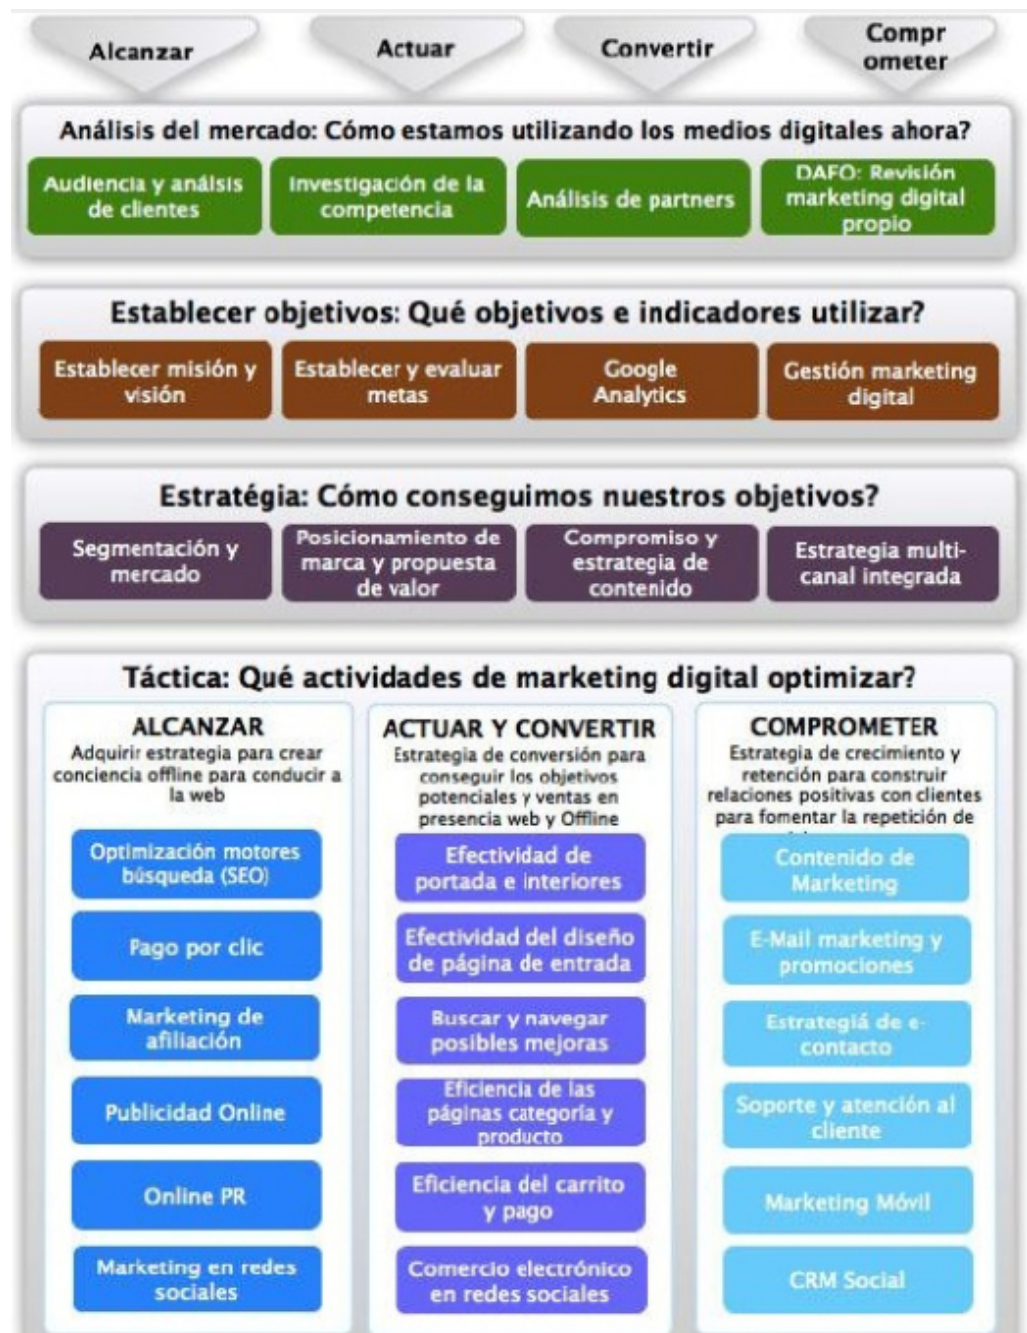 Alcanzar
Actuar
Convertir
Compr
ometer
Análisis del mercado: Cómo estamos utilizando los medios digitales ahora?
Audiencia y análsis
de clientes
Investigación de la
competencia
Análisis de partners
DAFO: Revisión
marketing digital
propio
Establecer objetivos: Qué objetivos e indicadores utilizar?
Establecer misión y
visión
Establecer y evaluar
metas
Google
Analytics
Gestión marketing
digital
Estratégia: Cómo conseguimos nuestros objetivos?
Segmentación y
mercado
Posicionamiento de
marca y propuesta
de valor
Compromiso y
estrategia de
contenido
Estrategia multi-
canal integrada
Táctica: Qué actividades de marketing digital optimizar?
ALCANZAR
Adquirir estrategia para crear
conciencia offline para conducir a
la web
Optimización motores
búsqueda (SEO)
Pago por clic
Marketing de
afiliación
Publicidad Online
Online PR
Marketing en redes
sociales
ACTUAR Y CONVERTIR
Estrategia de conversión para
conseguir los objetivos
potenciales y ventas en
presencia web y Offline
Efectividad de
portada e interiores
Efectividad del diseño
de página de entrada
Buscar y navegar
posibles mejoras
Eficiencia de las
páginas categoría y
producto
Eficiencia del carrito
y pago
Comercio electrónico
en redes sociales
COMPROMETER
Estrategia de crecimiento y
retención para construir
relaciones positivas con clientes
para fomentar la repetición de
Contenido de
Marketing
E-Mail marketing y
promociones
Estrategiá de e-
contacto
Soporte y atención al
cliente
Marketing Móvil
CRM Social